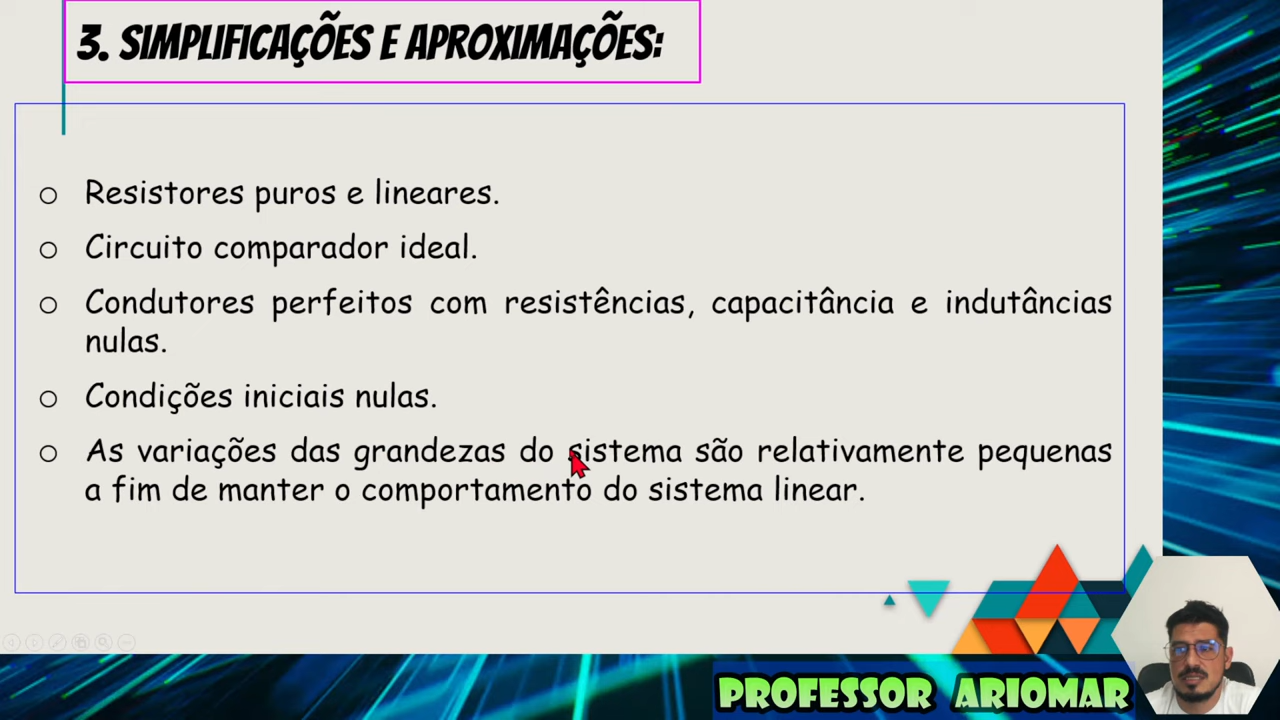 3. SIMPLIFICAÇÕES E APROXIMAÇÕES:
o Resistores puros e lineares.
o Circuito comparador ideal.
o Condutores perfeitos com resistências, capacitância e indutâncias
nulas.
o Condições iniciais nulas.
o As variações das grandezas do sistema são relativamente pequenas
a fim de manter o comportamento do sistema linear.
PROFESSOR ARIOMAR